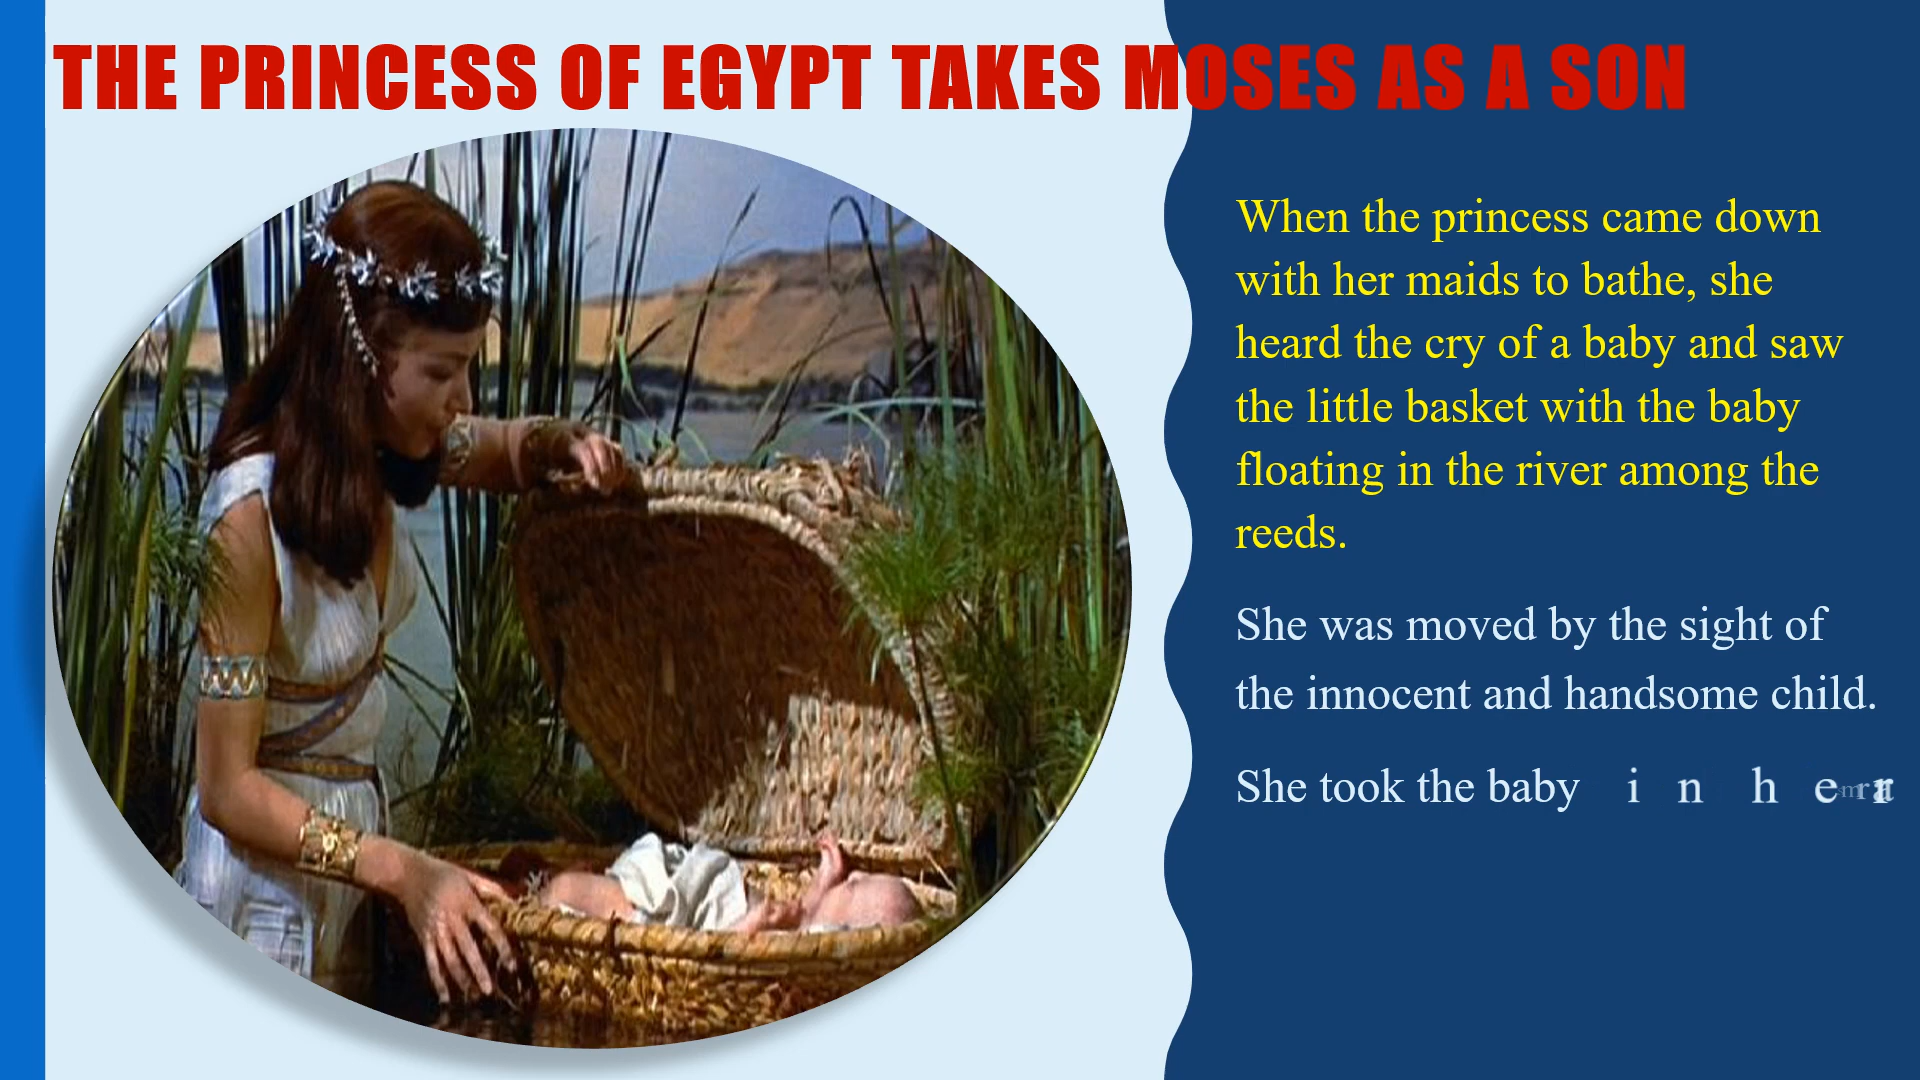 THE PRINCESS OF EGYPT TAKES MOSES AS A SON
When the princess came down
with her maids to bathe, she
heard the cry of a baby and saw
the little basket with the baby
floating in the river among the
reeds.
She was moved by the sight of
the innocent and handsome child.
She took the baby in her